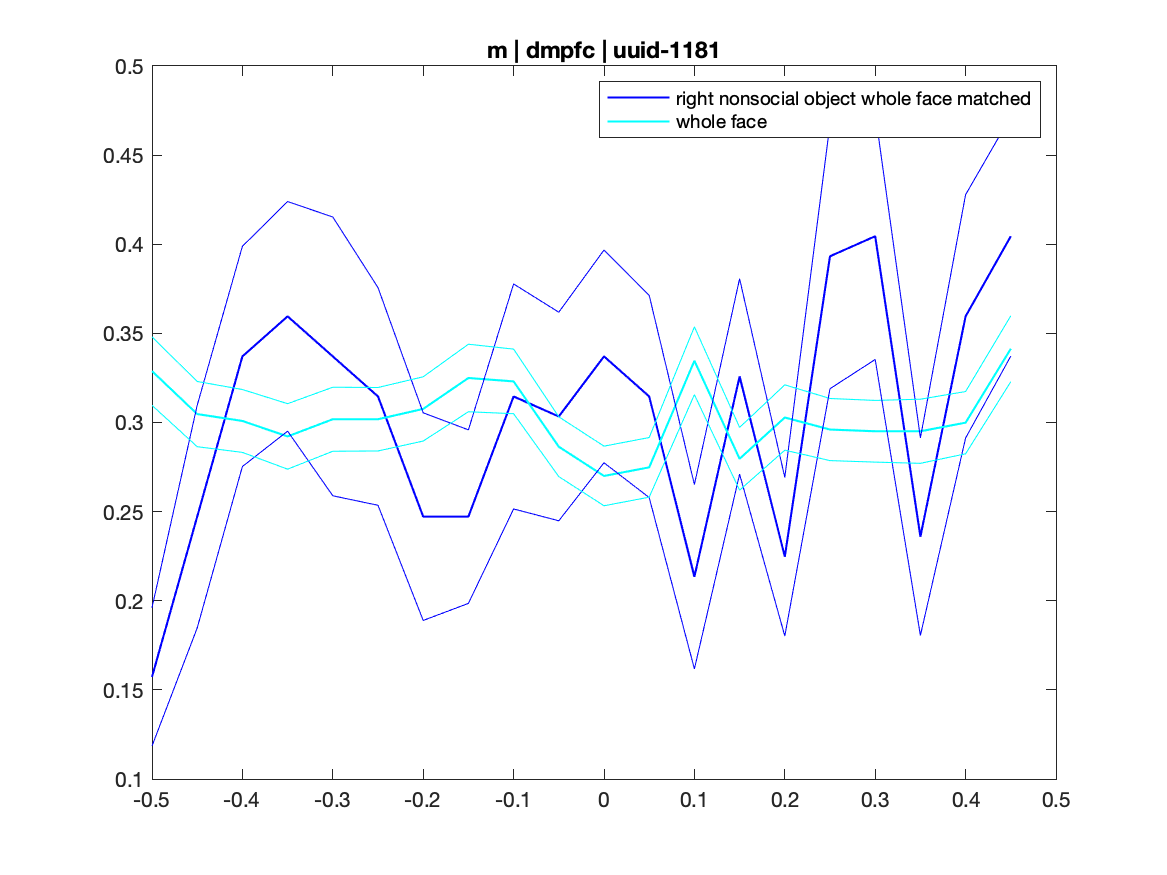 m | dmpfc | uuid-1181
right nonsocial object whole face matched
whole face
0.5
0.45
0.4
0.35
0.3
0.25
0.2
0.15
0.1
-0.5 -0.4 -0.3 -0.2 -0.1 0 0.1 0.2 0.3 0.4 0.5